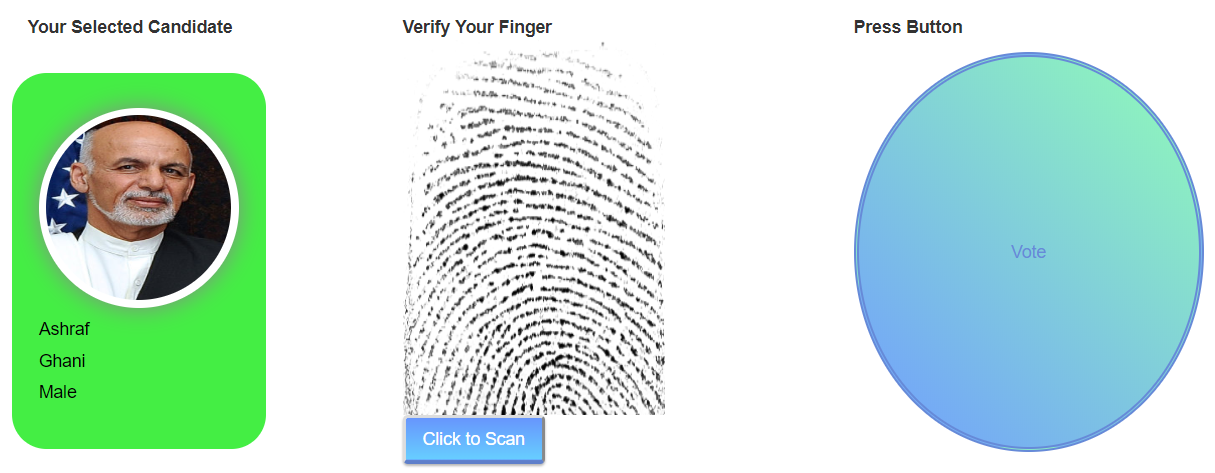 Your Selected Candidate
Verify Your Finger
Press Button
Ashraf
Ghani
Male
Click to Scan
Vote